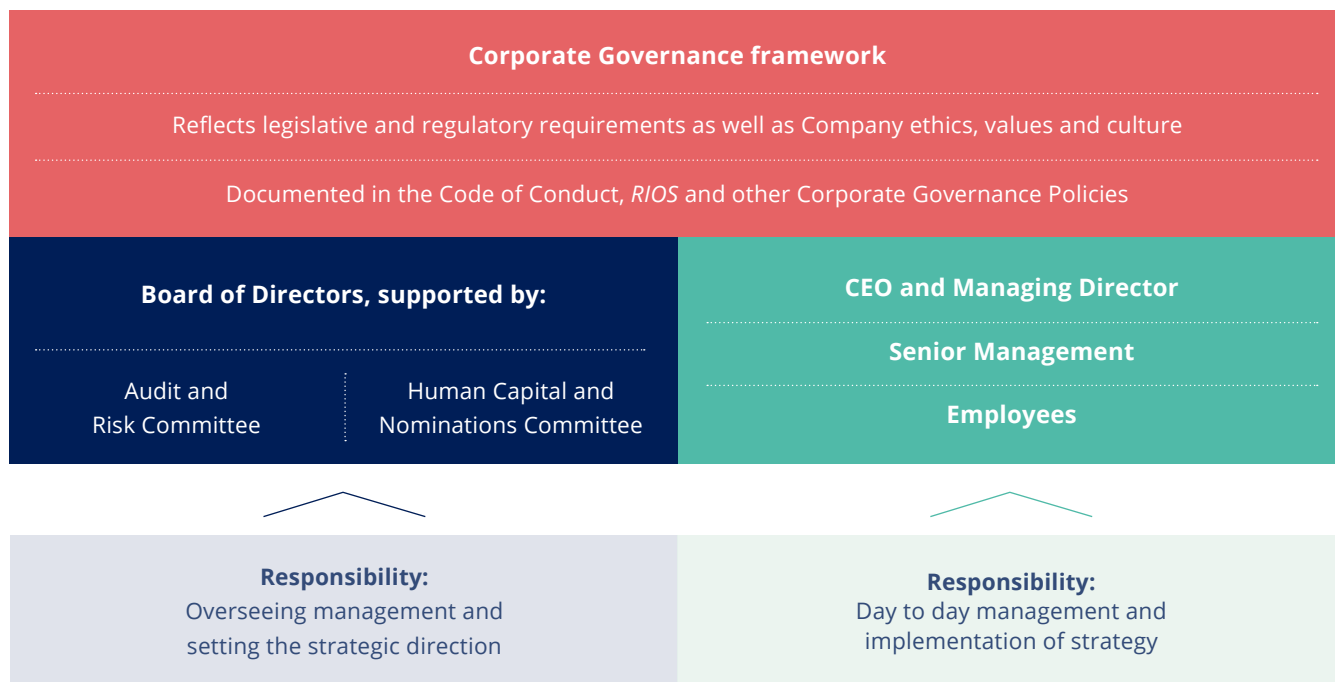 Corporate Governance framework
Reflects legislative and regulatory requirements as well as Company ethics, values and culture
Documented in the Code of Conduct, RIOS and other Corporate Governance Policies
Board of Directors, supported by:
Audit and
Risk Committee
Human Capital and
Nominations Committee
CEO and Managing Director
Senior Management
Employees
Responsibility:
Overseeing management and
setting the strategic direction
Responsibility:
Day to day management and
implementation of strategy